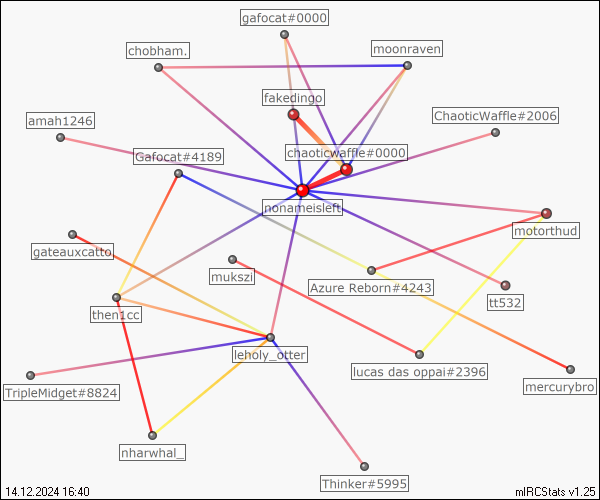 gafocat#0000
chobham.
moonraven
fakedingo
ChaoticWaffle#2006
amah1246
chaoticwaffle#0000
Gafocat#4189
nonameisleft
motorthud
gateauxcatto
mukszi
Azure Reborn#4243
tt532
then1cc
leholy_otter
lucas das oppai#2396
TripleMidget#8824
mercurybro
nharwhal_
Thinker#5995
14.12.2024 16:40
mIRCStats v1.25